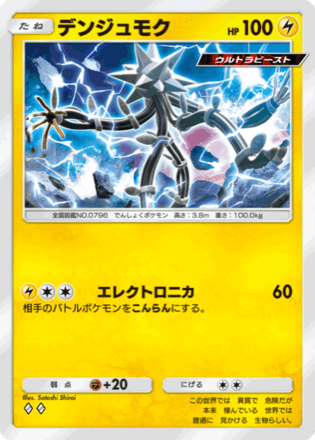 たね デンジュモク HP 100
ウルトラビースト
全国図鑑NO.0796 でんしょくポケモン 高さ:3.8m 重さ:100.0kg
エレクトロニカ 60
相手のバトルポケモンをこんらんにする。
弱点 +20 にげる
Illus. Satoshi Shirai
この世界では 異質で 危険だが
本来 棲んでいる 世界では
普通に 見られる 生物らしい。